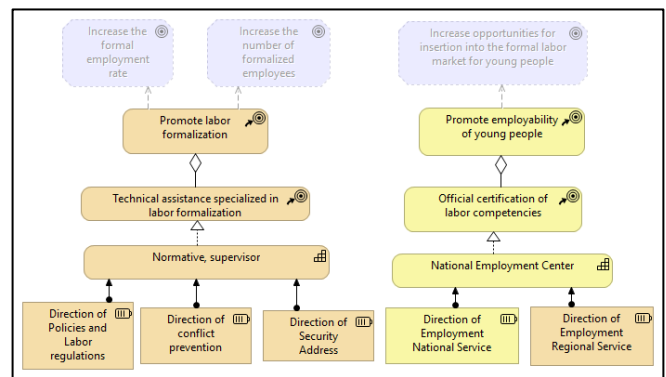 Increase the
formal
employment
rate
Increase the
number of
formalized
employees
Increase opportunities for
insertion into the formal labor
market for young people
Promote labor
formalization
Promote employability
of young people
Technical assistance specialized in
labor formalization
Official certification of
labor competencies
Normative, supervisor
National Employment Center
Direction of
Policies and
Labor
regulations
Direction of
conflict
prevention
Direction of
Security
Address
Direction of
Employment
National Service
Direction of
Employment
Regional Service